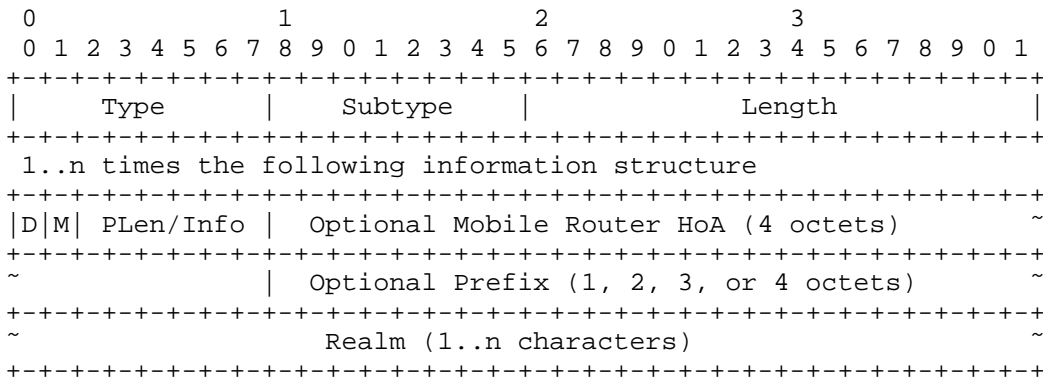 0                   1                   2                   3
 0 1 2 3 4 5 6 7 8 9 0 1 2 3 4 5 6 7 8 9 0 1 2 3 4 5 6 7 8 9 0 1
+-+-+-+-+-+-+-+-+-+-+-+-+-+-+-+-+-+-+-+-+-+-+-+-+-+-+-+-+-+-+-+-+
|     Type      |    Subtype    |             Length            |
+-+-+-+-+-+-+-+-+-+-+-+-+-+-+-+-+-+-+-+-+-+-+-+-+-+-+-+-+-+-+-+-+
 1..n times the following information structure
+-+-+-+-+-+-+-+-+-+-+-+-+-+-+-+-+-+-+-+-+-+-+-+-+-+-+-+-+-+-+-+-+
|D|M| PLen/Info |  Optional Mobile Router HoA (4 octets)        ~
+-+-+-+-+-+-+-+-+-+-+-+-+-+-+-+-+-+-+-+-+-+-+-+-+-+-+-+-+-+-+-+-+
~               |  Optional Prefix (1, 2, 3, or 4 octets)       ~
+-+-+-+-+-+-+-+-+-+-+-+-+-+-+-+-+-+-+-+-+-+-+-+-+-+-+-+-+-+-+-+-+
~                   Realm (1..n characters)                     ~
+-+-+-+-+-+-+-+-+-+-+-+-+-+-+-+-+-+-+-+-+-+-+-+-+-+-+-+-+-+-+-+-+